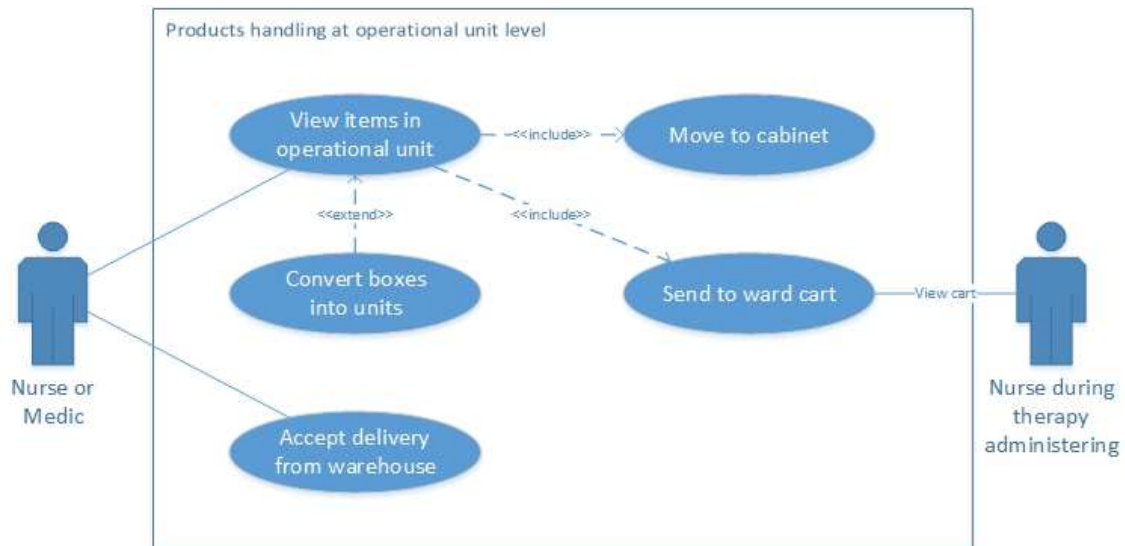 Products handling at operational unit level
View items in
operational unit
<<include>>
Move to cabinet
<<extend>>
<<include>>
Convert boxes
into units
Send to ward cart
View cart
Nurse or
Medic
Nurse during
therapy
administering
Accept delivery
from warehouse